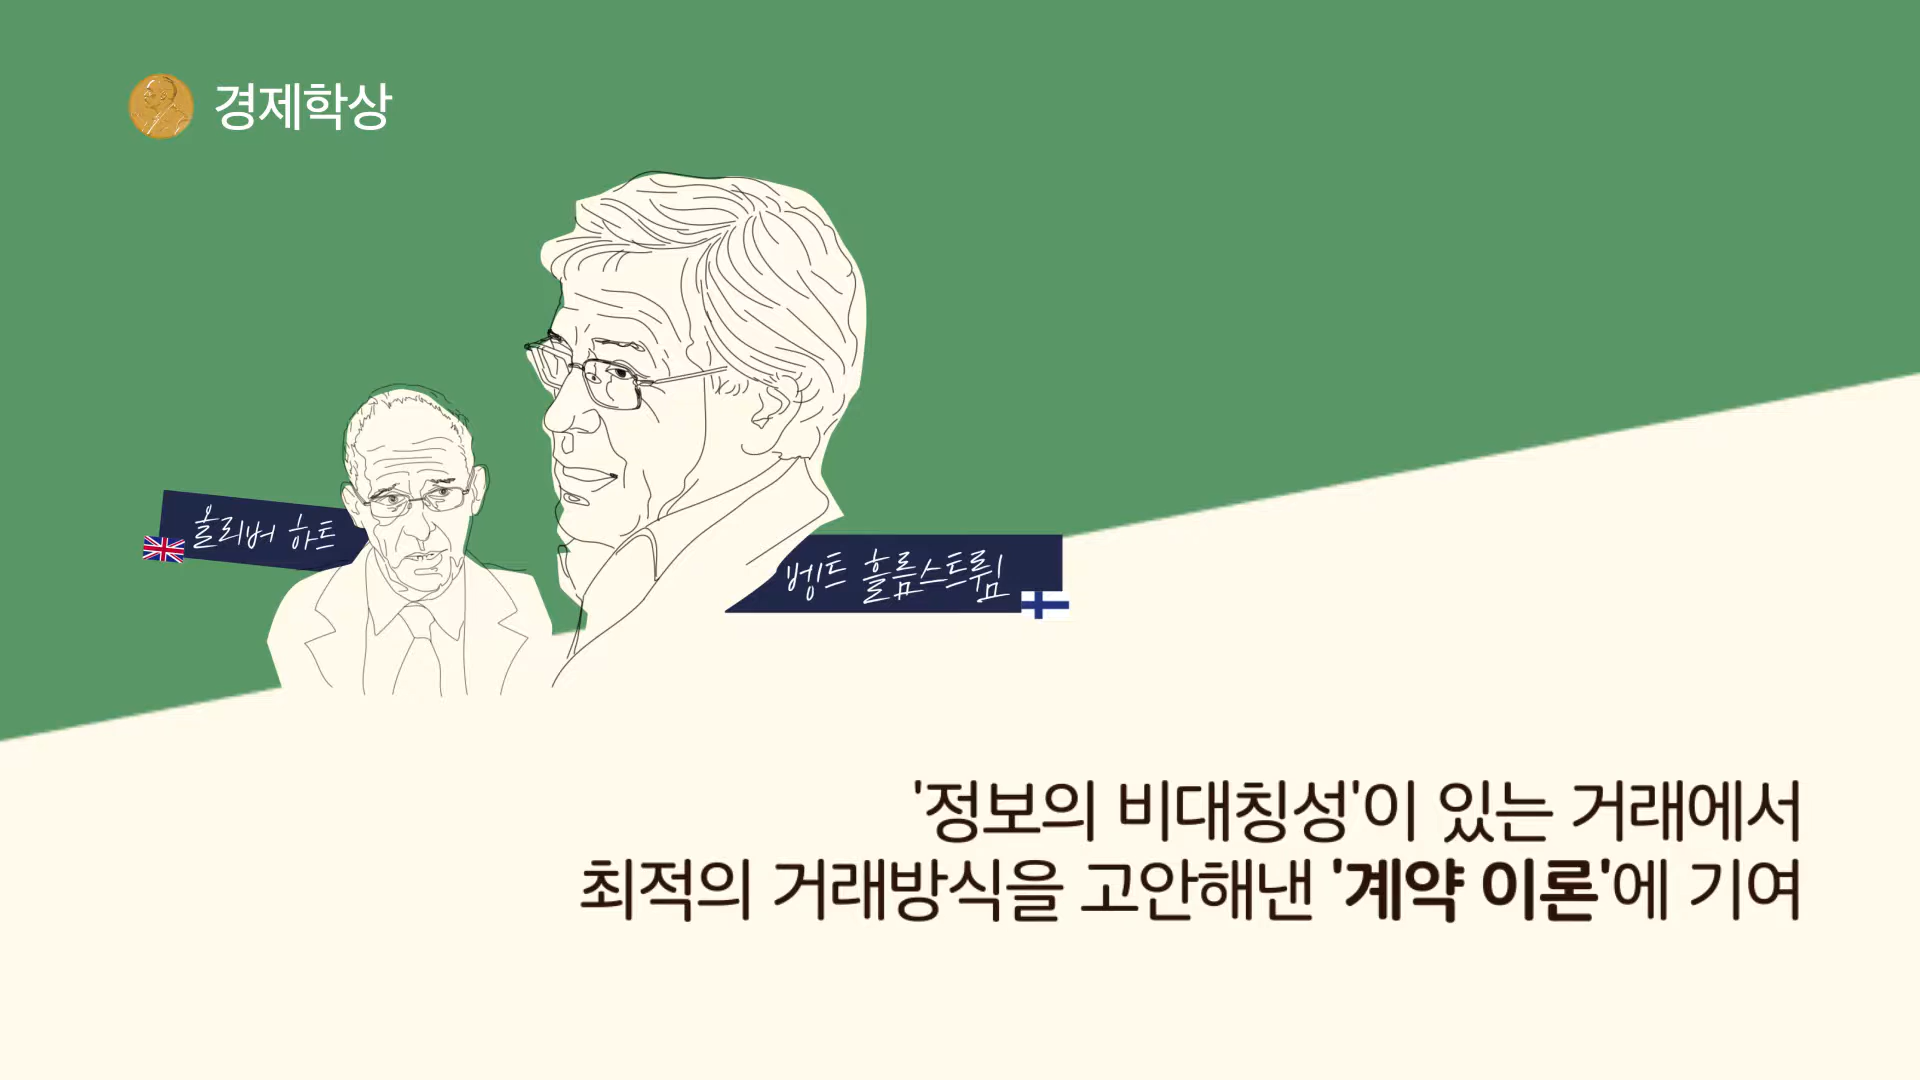 경제학상
올리버 하트
벵트 홀름스트룀
'정보의 비대칭성'이 있는 거래에서
최적의 거래방식을 고안해낸 '계약 이론'에 기여